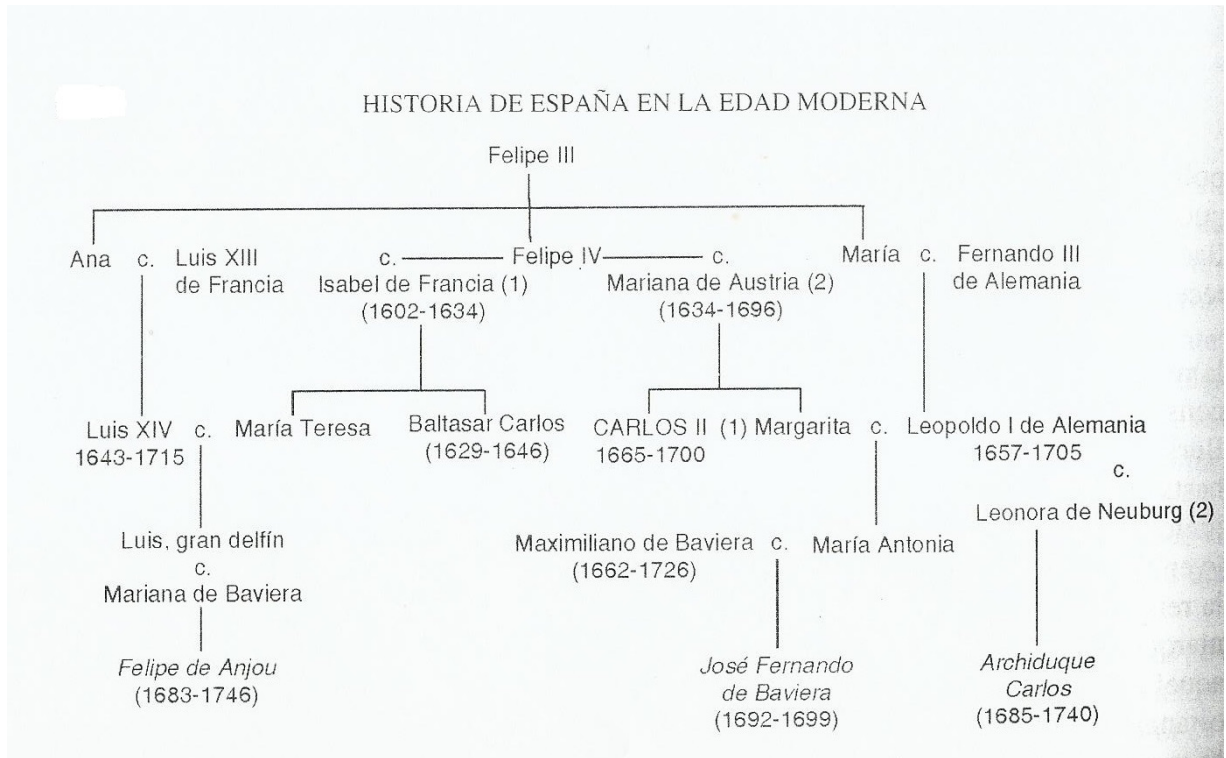 HISTORIA DE ESPAÑA EN LA EDAD MODERNA
Felipe III
Ana c. Luis XIII
de Francia
c. Felipe IV c.
Isabel de Francia (1)
(1602-1634)
Mariana de Austria (2)
(1634-1696)
María c. Fernando III
de Alemania
Luis XIV c. María Teresa
1643-1715
Baltasar Carlos
(1629-1646)
CARLOS II (1) Margarita c. Leopoldo I de Alemania
1665-1700
1657-1705
c.
Leonora de Neuburg (2)
Luis, gran delfín
c.
Mariana de Baviera
Maximiliano de Baviera c. María Antonia
(1662-1726)
Felipe de Anjou
(1683-1746)
José Fernando
de Baviera
(1692-1699)
Archiduque
Carlos
(1685-1740)